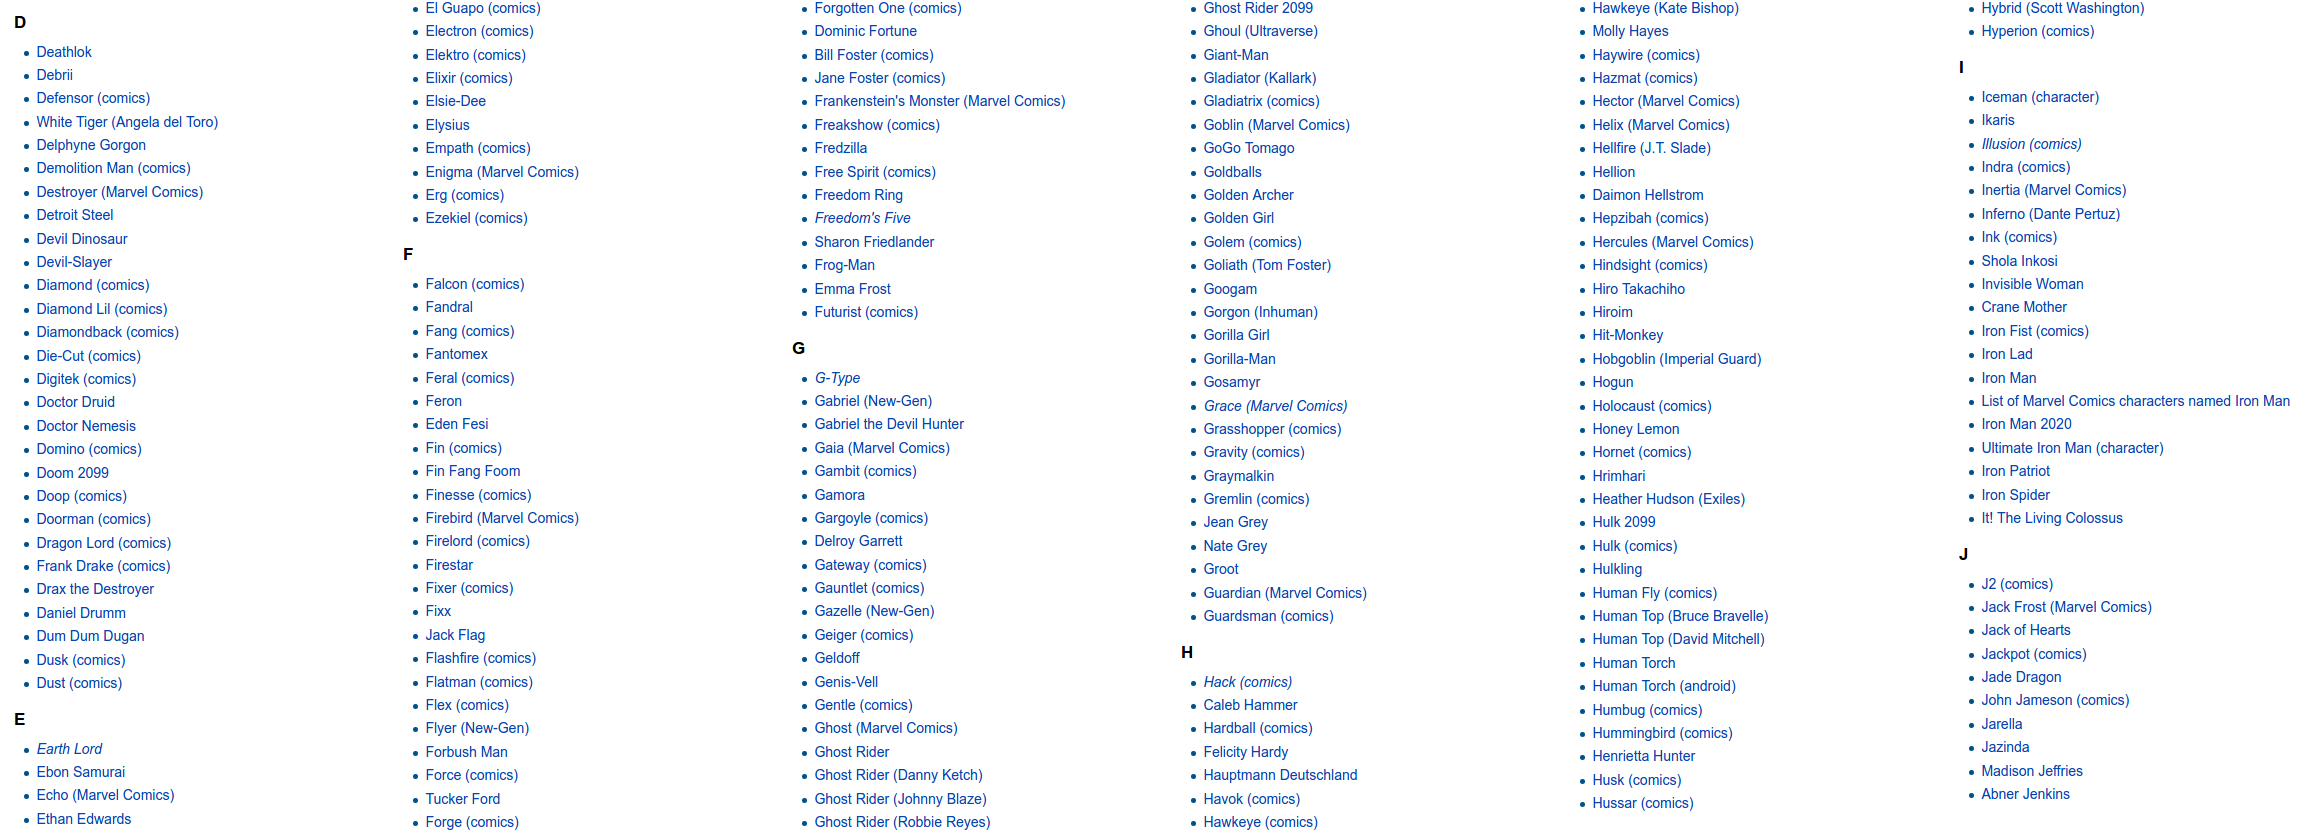 D
Deathlok
Debrii
Defensor (comics)
White Tiger (Angela del Toro)
Delphyne Gorgon
Demolition Man (comics)
Destroyer (Marvel Comics)
Detroit Steel
Devil Dinosaur
Devil-Slayer
Diamond (comics)
Diamond Lil (comics)
Diamondback (comics)
Die-Cut (comics)
Digitek (comics)
Doctor Druid
Doctor Nemesis
Domino (comics)
Doom 2099
Doop (comics)
Doorman (comics)
Dragon Lord (comics)
Frank Drake (comics)
Drax the Destroyer
Daniel Drumm
Dum Dum Dugan
Dusk (comics)
Dust (comics)
E
Earth Lord
Ebon Samurai
Echo (Marvel Comics)
Ethan Edwards
El Guapo (comics)
Electron (comics)
Elektro (comics)
Elixir (comics)
Elsie-Dee
Elysius
Empath (comics)
Enigma (Marvel Comics)
Erg (comics)
Ezekiel (comics)
F
Falcon (comics)
Fandral
Fang (comics)
Fantomex
Feral (comics)
Feron
Eden Fesi
Fin (comics)
Fin Fang Foom
Finesse (comics)
Firebird (Marvel Comics)
Firelord (comics)
Firestar
Fixer (comics)
Fixx
Jack Flag
Flashfire (comics)
Flatman (comics)
Flex (comics)
Flyer (New-Gen)
Forbush Man
Force (comics)
Tucker Ford
Forge (comics)
Forgotten One (comics)
Dominic Fortune
Bill Foster (comics)
Jane Foster (comics)
Frankenstein's Monster (Marvel Comics)
Freakshow (comics)
Fredzilla
Free Spirit (comics)
Freedom Ring
Freedom's Five
Sharon Friedlander
Frog-Man
Emma Frost
Futurist (comics)
G
G-Type
Gabriel (New-Gen)
Gabriel the Devil Hunter
Gaia (Marvel Comics)
Gambit (comics)
Gamora
Gargoyle (comics)
Delroy Garrett
Gateway (comics)
Gauntlet (comics)
Gazelle (New-Gen)
Geiger (comics)
Geldoff
Genis-Vell
Gentle (comics)
Ghost (Marvel Comics)
Ghost Rider
Ghost Rider (Danny Ketch)
Ghost Rider (Johnny Blaze)
Ghost Rider (Robbie Reyes)
Ghost Rider 2099
Ghoul (Ultraverse)
Giant-Man
Gladiator (Kallark)
Gladiatrix (comics)
Goblin (Marvel Comics)
GoGo Tomago
Goldballs
Golden Archer
Golden Girl
Golem (comics)
Goliath (Tom Foster)
Googam
Gorgon (Inhuman)
Gorilla Girl
Gorilla-Man
Gosamyr
Grace (Marvel Comics)
Grasshopper (comics)
Gravity (comics)
Graymalkin
Gremlin (comics)
Jean Grey
Nate Grey
Groot
Guardian (Marvel Comics)
Guardsman (comics)
H
Hack (comics)
Caleb Hammer
Hardball (comics)
Felicity Hardy
Hauptmann Deutschland
Havok (comics)
Hawkeye (comics)
Hawkeye (Kate Bishop)
Molly Hayes
Haywire (comics)
Hazmat (comics)
Hector (Marvel Comics)
Helix (Marvel Comics)
Hellfire (J.T. Slade)
Hellion
Daimon Hellstrom
Hepzibah (comics)
Hercules (Marvel Comics)
Hindsight (comics)
Hiro Takachiho
Hiroim
Hit-Monkey
Hobgoblin (Imperial Guard)
Hogun
Holocaust (comics)
Honey Lemon
Hornet (comics)
Hrimhari
Heather Hudson (Exiles)
Hulk 2099
Hulk (comics)
Hulkling
Human Fly (comics)
Human Top (Bruce Bravelle)
Human Top (David Mitchell)
Human Torch
Human Torch (android)
Humbug (comics)
Hummingbird (comics)
Henrietta Hunter
Husk (comics)
Hussar (comics)
Hybrid (Scott Washington)
Hyperion (comics)
I
Iceman (character)
Ikaris
Illusion (comics)
Indra (comics)
Inertia (Marvel Comics)
Inferno (Dante Pertuz)
Ink (comics)
Shola Inkosi
Invisible Woman
Crane Mother
Iron Fist (comics)
Iron Lad
Iron Man
List of Marvel Comics characters named Iron Man
Iron Man 2020
Ultimate Iron Man (character)
Iron Patriot
Iron Spider
It! The Living Colossus
J
J2 (comics)
Jack Frost (Marvel Comics)
Jack of Hearts
Jackpot (comics)
Jade Dragon
John Jameson (comics)
Jarella
Jazinda
Madison Jeffries
Abner Jenkins